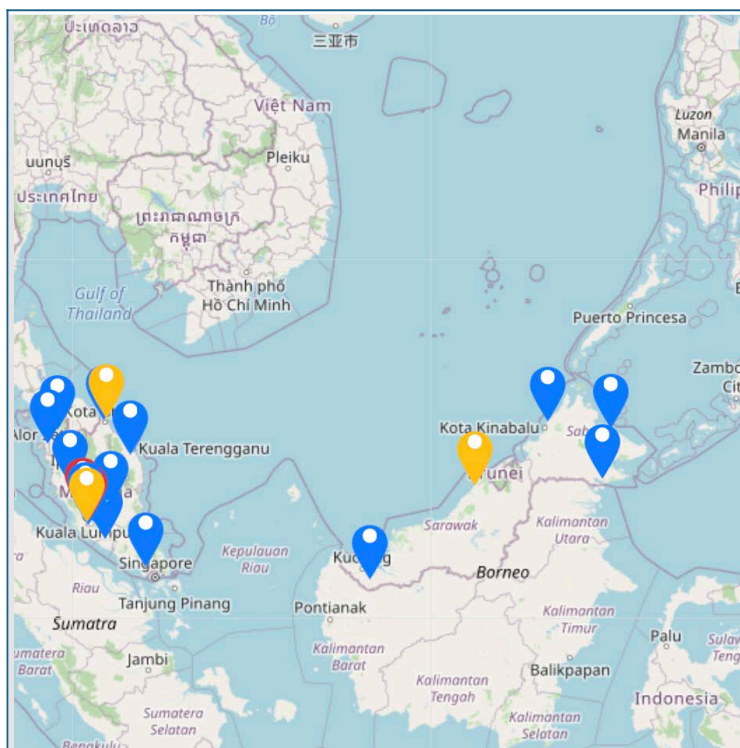 ປະເທດລາວ
Bộ
三亚市
Việt Nam
Luzon
Manila
นนทบุรี
Pleiku
ประเทศไทย
Philip
ព្រះរាជាណាចក្រ
កម្ពុជា
Thành phố
Hồ Chí Minh
Gulf of
Thailand
Puerto Princesa
Zambo
Cit
Kota
Alor
Kuala Terengganu
Kota Kinabalu
Sab
Brunei
Kuala Lumpu
Sarawak
Kalimantan
Utara
Singapore
Kepulauan
Riau
Kuching
Borneo
Riau
Tanjung Pinang
Pontianak
Sumatra
Kalimantan
Timur
Palu
Sulaw
Teng
umatera
Barat
Jambi
Kalimantan
Barat
Balikpapan
Kalimantan
Tengah
Indonesia
Sumatera
Selatan
Kalimantan
Selatan
Bengkulu